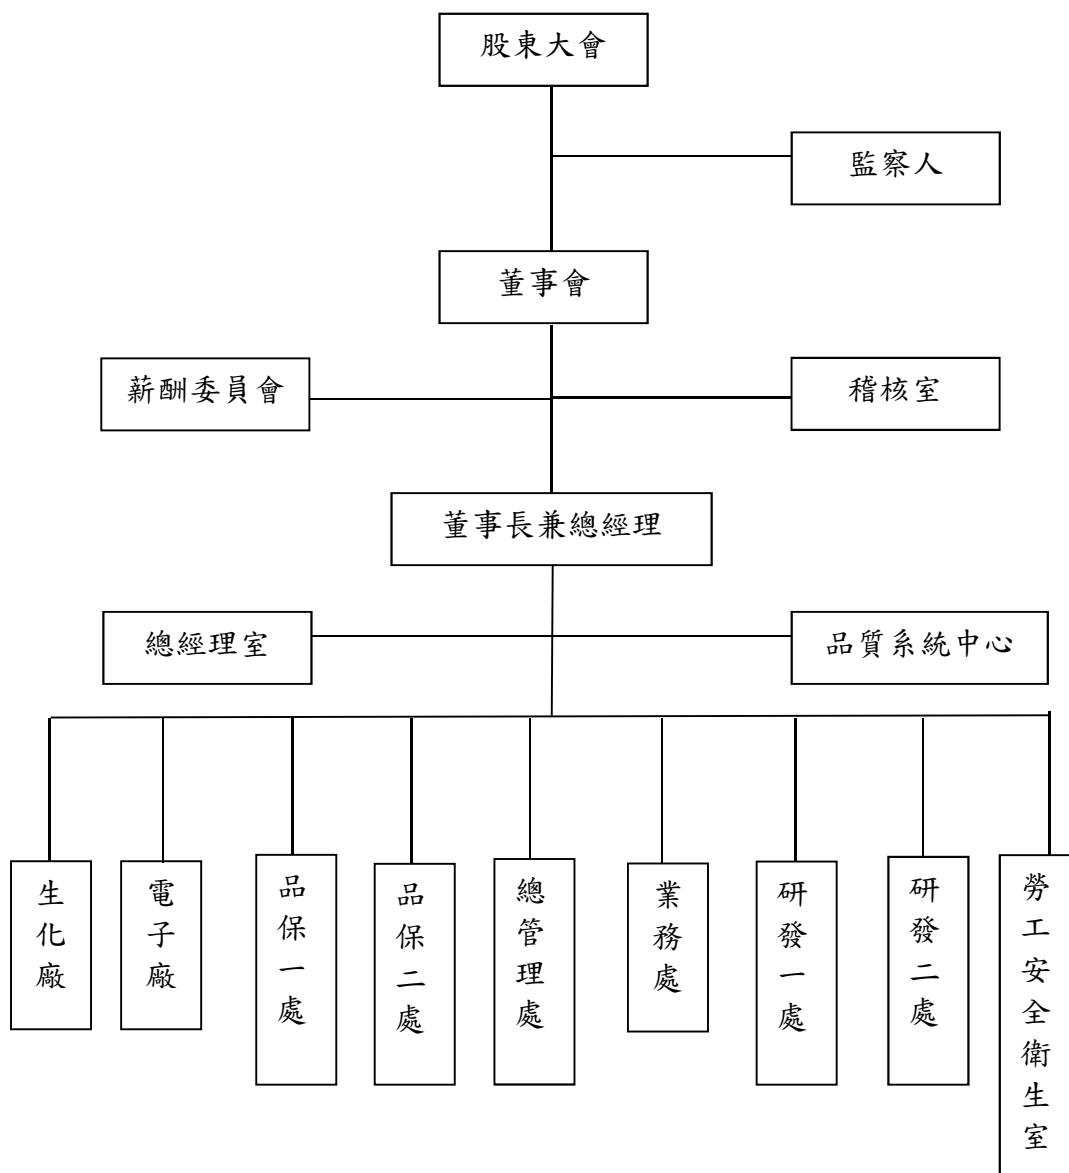 股東大會
監察人
董事會
薪酬委員會
稽核室
董事長兼總經理
總經理室
品質系統中心
生化廠
電子廠
品保一處
品保二處
總管理處
業務處
研發一處
研發二處
勞工安全衛生室